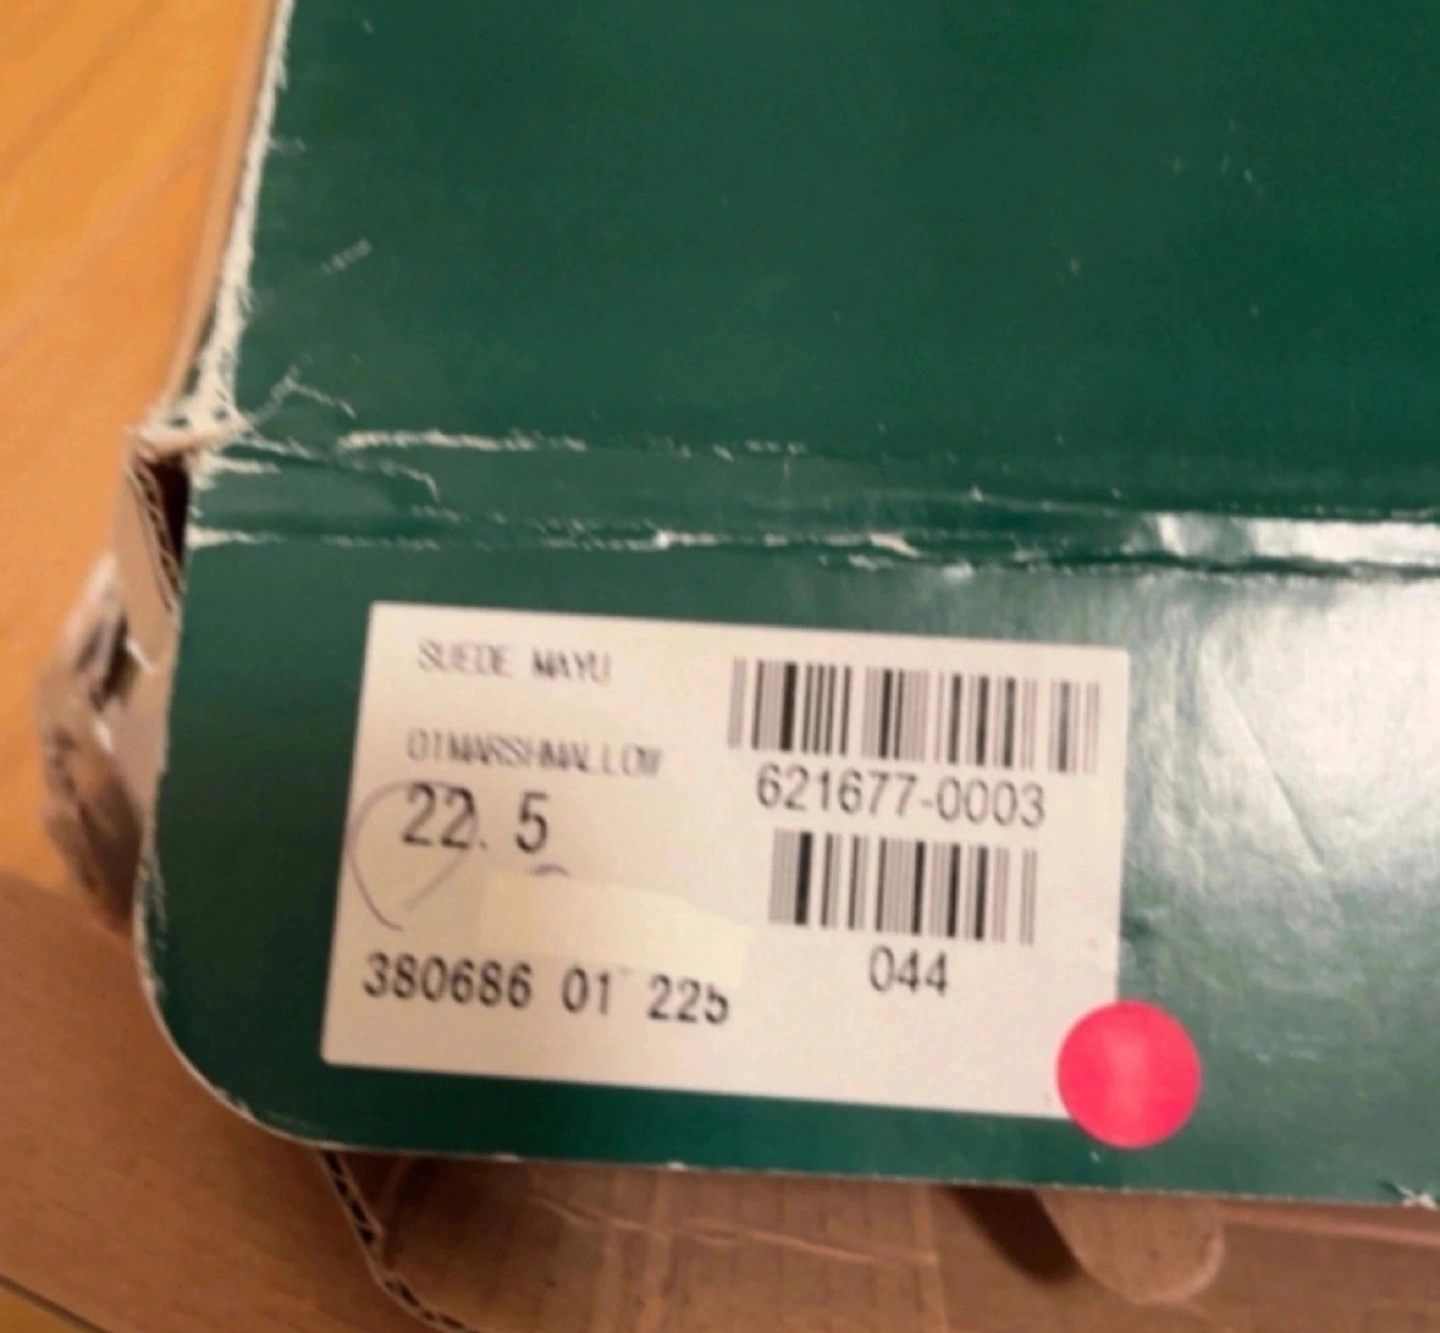 SUEDE MAYU
01MARSHMALLOW
22. 5
621677-0003
044
380686 01 225